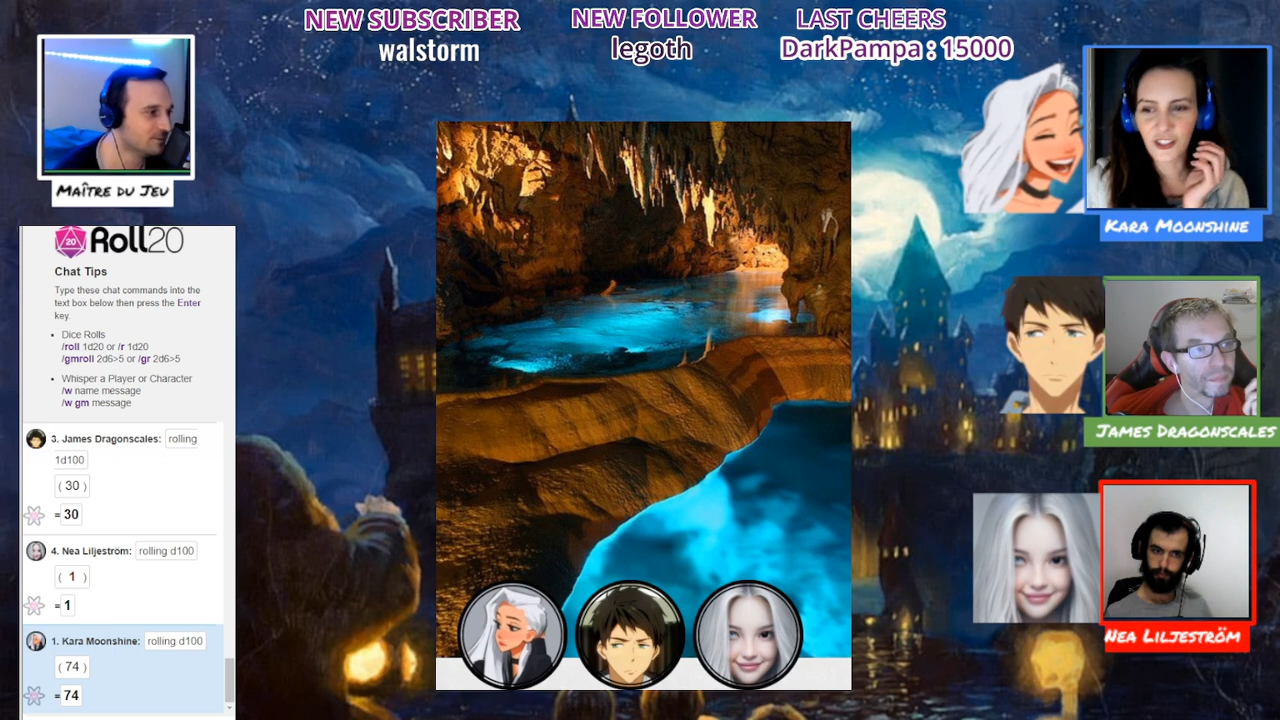 NEW SUBSCRIBER
walstorm
NEW FOLLOWER
legoth
LAST CHEERS
DarkPampa : 15000
MAÎTRE DU JEU
20 Roll20
Chat Tips
Type these chat commands into the
text box below then press the Enter
key.
• Dice Rolls
/roll 1d20 or /r 1d20
/gmroll 2d6>5 or /gr 2d6>5
• Whisper a Player or Character
/w name message
/w gm message
3. James Dragonscales: rolling
1d100
( 30 )
= 30
4. Nea Liljeström: rolling d100
( 1 )
= 1
1. Kara Moonshine: rolling d100
( 74 )
= 74
KARA MOONSHINE
JAMES DRAGONSCALES
NEA LILJESTRÖM